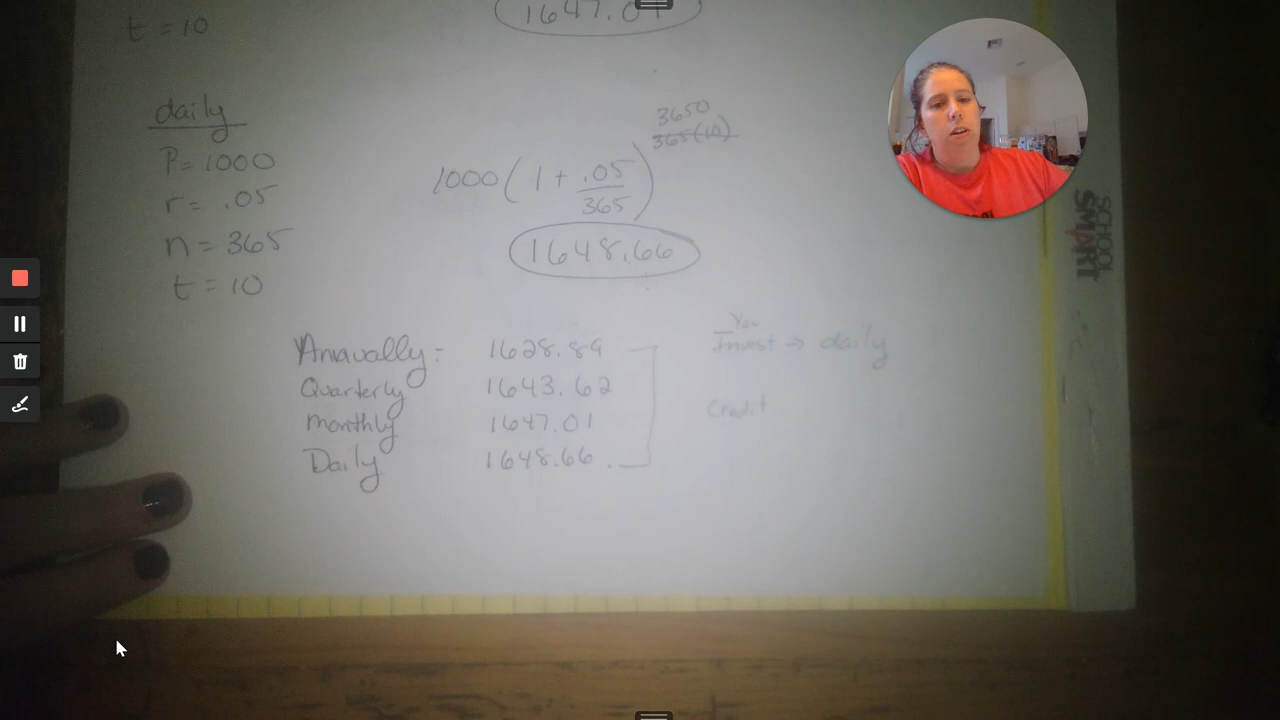 1647.01
t = 10
daily
P = 1000
r = .05
n = 365
t = 10
3650
365(10)
1000 ( 1 + .05 / 365 )
1648.66
Annually: 1628.89
Quarterly 1643.62
Monthly 1647.01
Daily 1648.66
You
Invest → daily
Credit
SCHOOL
SMART